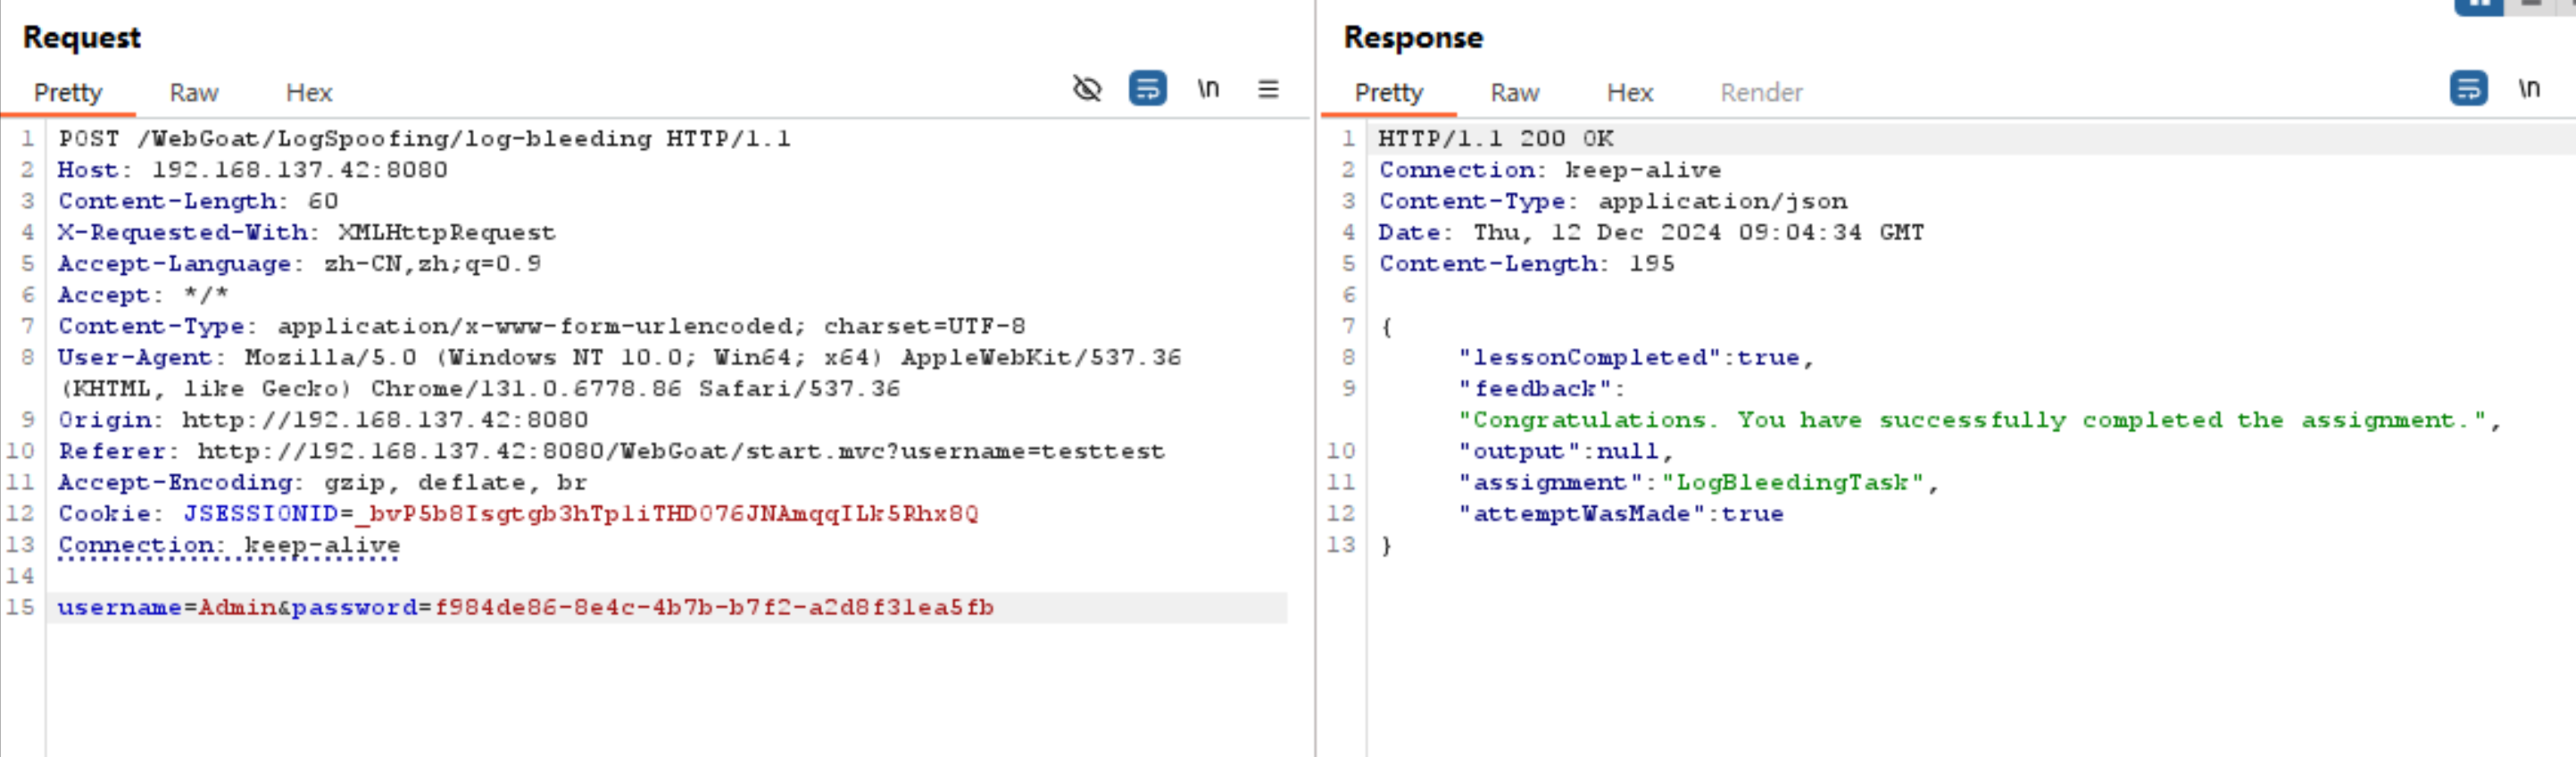 Request
Pretty Raw Hex \n
1 POST /WebGoat/LogSpoofing/log-bleeding HTTP/1.1
2 Host: 192.168.137.42:8080
3 Content-Length: 60
4 X-Requested-With: XMLHttpRequest
5 Accept-Language: zh-CN,zh;q=0.9
6 Accept: */*
7 Content-Type: application/x-www-form-urlencoded; charset=UTF-8
8 User-Agent: Mozilla/5.0 (Windows NT 10.0; Win64; x64) AppleWebKit/537.36
(KHTML, like Gecko) Chrome/131.0.6778.86 Safari/537.36
9 Origin: http://192.168.137.42:8080
10 Referer: http://192.168.137.42:8080/WebGoat/start.mvc?username=testtest
11 Accept-Encoding: gzip, deflate, br
12 Cookie: JSESSIONID=_bvP5b8Isgtgb3hTpliTHDO76JNAmqqILk5Rhx8Q
13 Connection: keep-alive
14
15 username=Admin&password=f984de86-8e4c-4b7b-b7f2-a2d8f31ea5fb
Response
Pretty Raw Hex Render \n
1 HTTP/1.1 200 OK
2 Connection: keep-alive
3 Content-Type: application/json
4 Date: Thu, 12 Dec 2024 09:04:34 GMT
5 Content-Length: 195
6
7 {
8 "lessonCompleted":true,
9 "feedback":
"Congratulations. You have successfully completed the assignment.",
10 "output":null,
11 "assignment":"LogBleedingTask",
12 "attemptWasMade":true
13 }